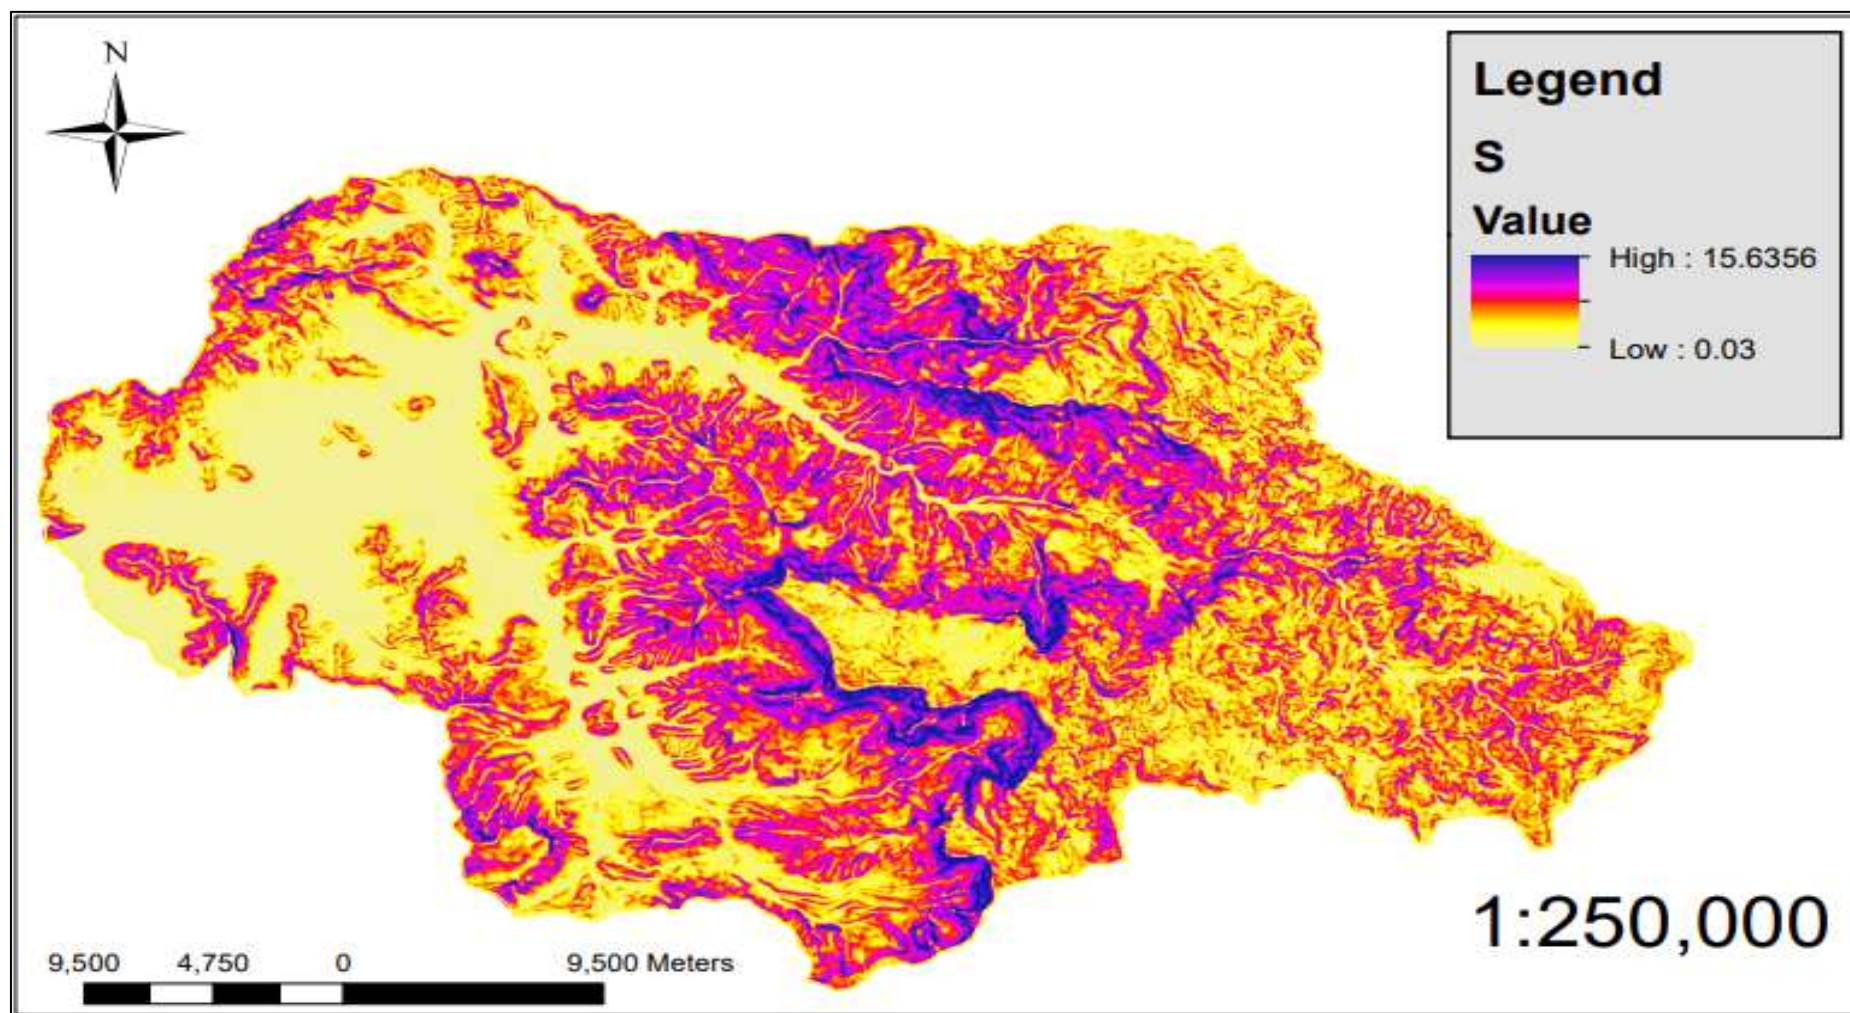 N
Legend
S
Value
High : 15.6356
Low : 0.03
1:250,000
9,500 4,750 0 9,500 Meters